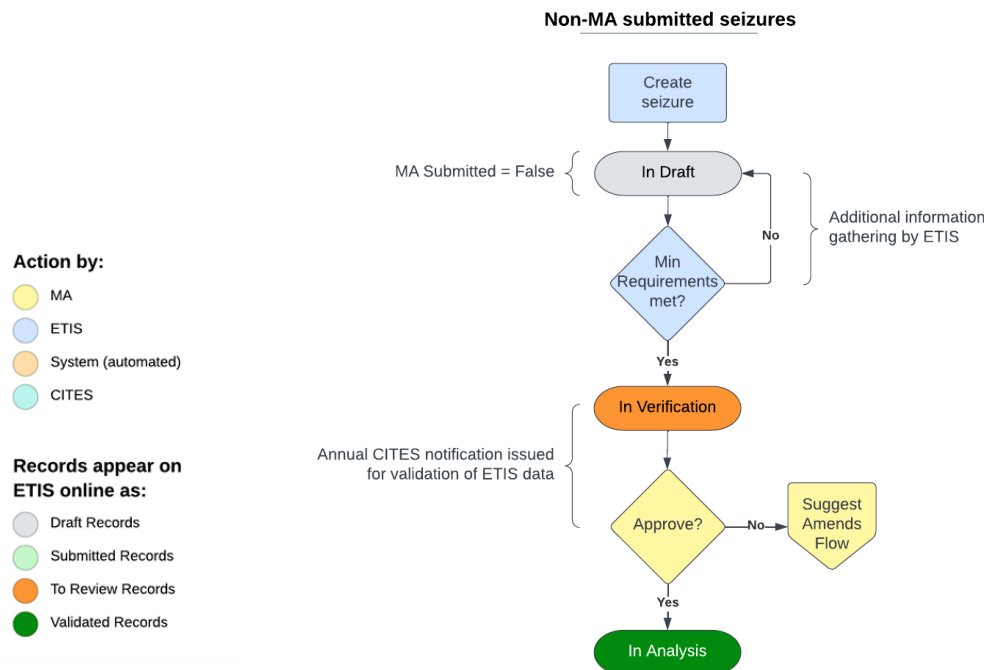 Non-MA submitted seizures
Create
seizure
MA Submitted = False
In Draft
No
Additional information
gathering by ETIS
Min
Requirements
met?
Yes
In Verification
Annual CITES notification issued
for validation of ETIS data
Approve?
No
Suggest
Amends
Flow
Yes
In Analysis
Action by:
MA
ETIS
System (automated)
CITES
Records appear on
ETIS online as:
Draft Records
Submitted Records
To Review Records
Validated Records